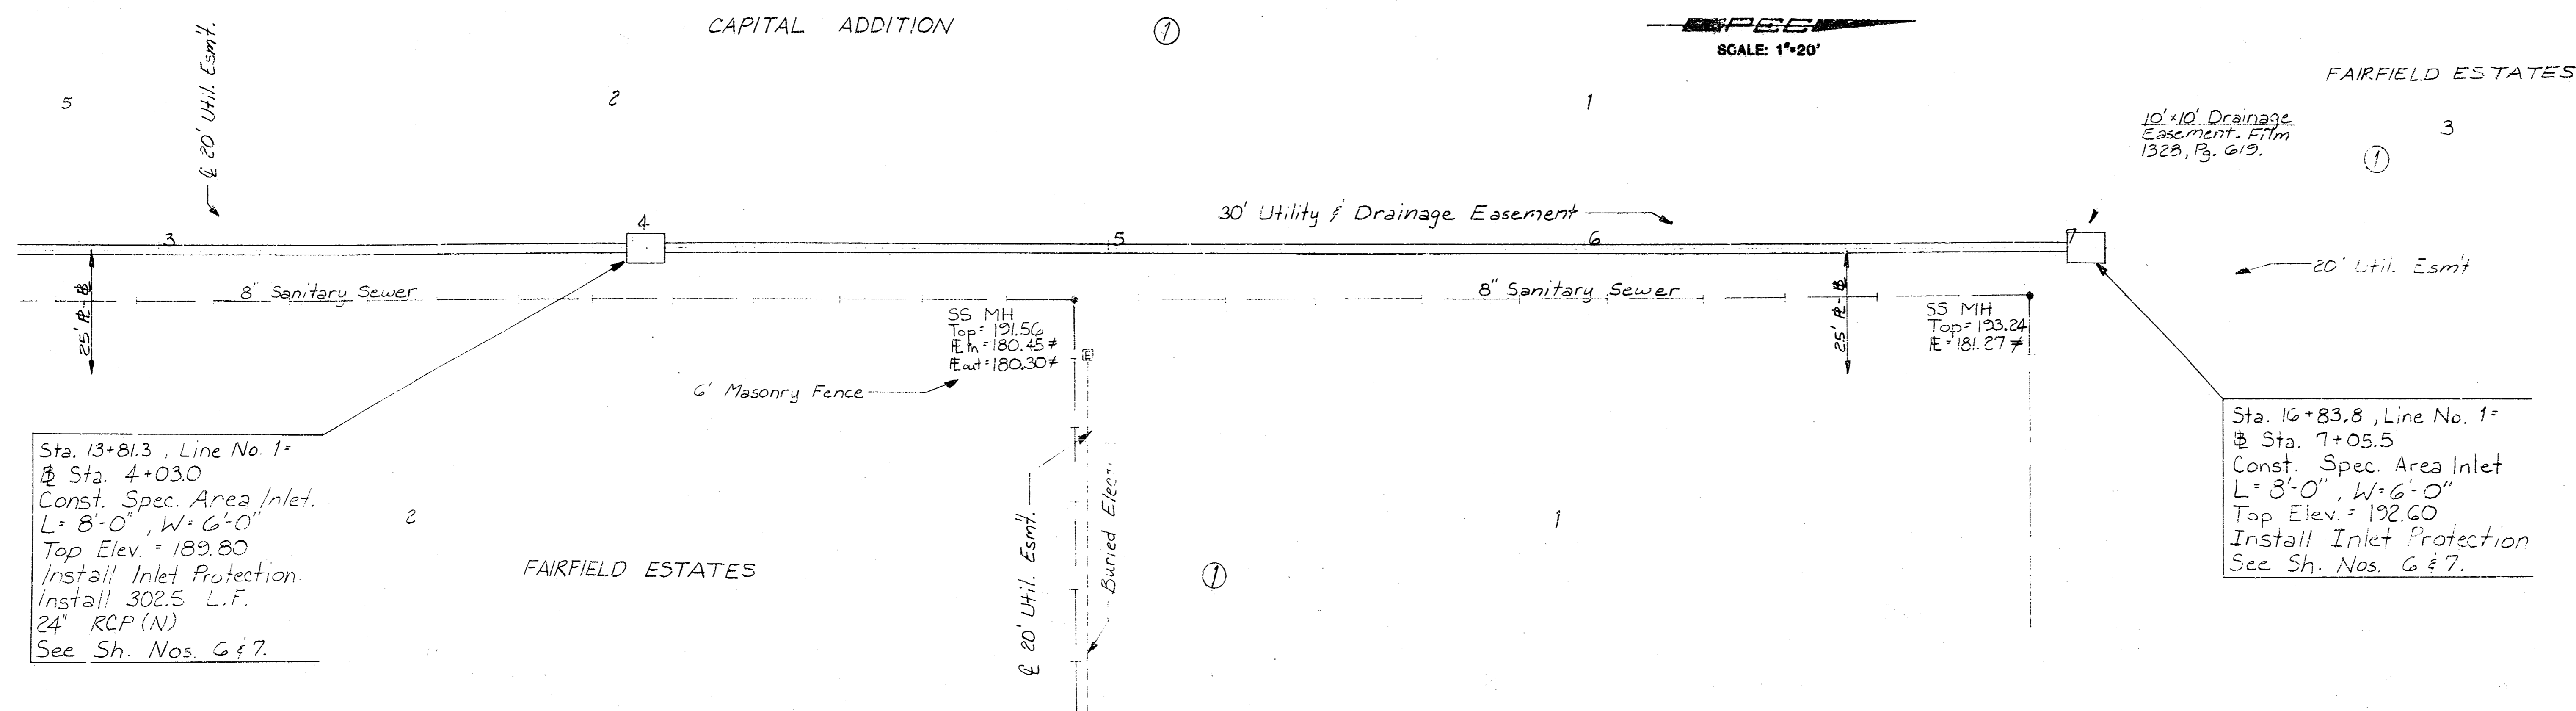 CAPITAL ADDITION
1
PEC
SCALE: 1"=20'
FAIRFIELD ESTATES
5
℄ 20' Util. Esm't.
2
1
10'x10' Drainage
Easement. Film
1328, Pg. 619.
3
1
30' Utility & Drainage Easement
3
4
5
6
7
20' Util. Esm't
8" Sanitary Sewer
8" Sanitary Sewer
25' ⅊ - B
25' ⅊ - B
SS MH
Top = 191.56
FE in = 180.45 ±
FE out = 180.30 ±
SS MH
Top = 193.24
FE = 181.27 ±
6' Masonry Fence
Sta. 13+81.3, Line No. 1 =
BL Sta. 4+03.0
Const. Spec. Area Inlet.
L = 8'-0", W = 6'-0"
Top Elev. = 189.80
Install Inlet Protection.
Install 302.5 L.F.
24" RCP (N)
See Sh. Nos. 6 & 7.
2
FAIRFIELD ESTATES
℄ 20' Util. Esm't.
Buried Elec.
1
1
Sta. 16+83.8, Line No. 1 =
BL Sta. 7+05.5
Const. Spec. Area Inlet
L = 8'-0", W = 6'-0"
Top Elev. = 192.60
Install Inlet Protection
See Sh. Nos. 6 & 7.